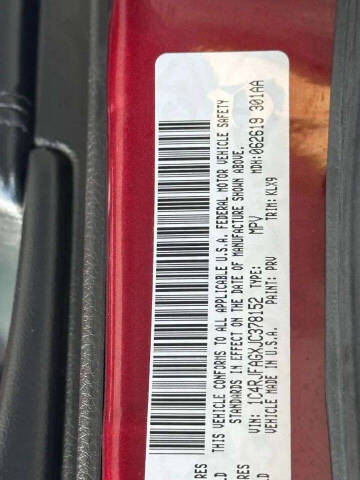 THIS VEHICLE CONFORMS TO ALL APPLICABLE U.S.A. FEDERAL MOTOR VEHICLE SAFETY
STANDARDS IN EFFECT ON THE DATE OF MANUFACTURE SHOWN ABOVE.
VIN: 1C4RJFAGXJC370152 TYPE: MPV MDH: 062619 301AA
VEHICLE MADE IN U.S.A. PAINT: PRV TRIM: KLX9